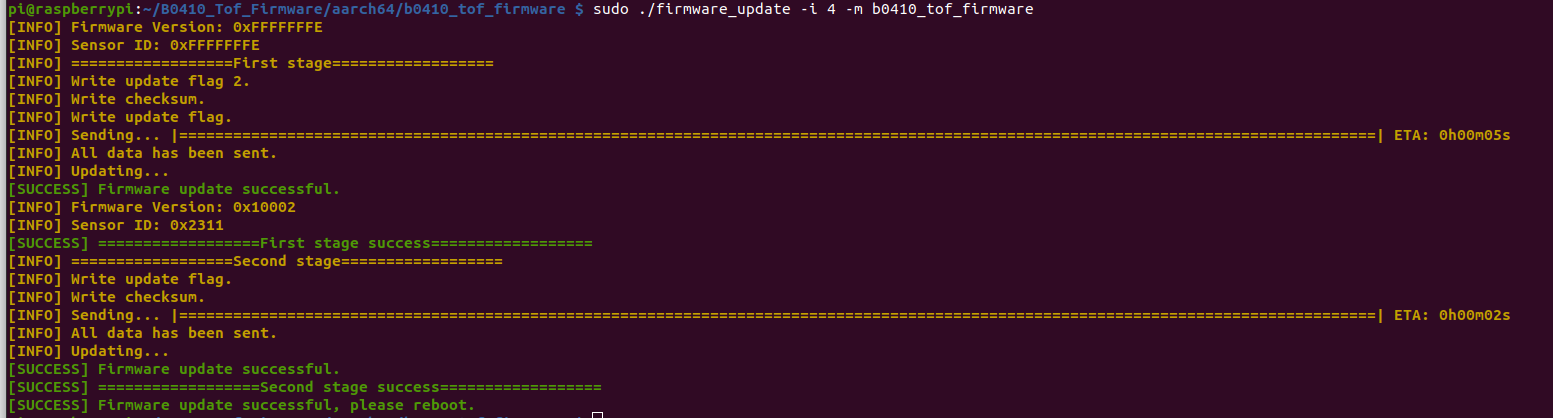 pi@raspberrypi:~/B0410_Tof_Firmware/aarch64/b0410_tof_firmware $ sudo ./firmware_update -i 4 -m b0410_tof_firmware
[INFO] Firmware Version: 0xFFFFFFFE
[INFO] Sensor ID: 0xFFFFFFFE
[INFO] ==================First stage==================
[INFO] Write update flag 2.
[INFO] Write checksum.
[INFO] Write update flag.
[INFO] Sending... |=====================================================================================================================================| ETA: 0h00m05s
[INFO] All data has been sent.
[INFO] Updating...
[SUCCESS] Firmware update successful.
[INFO] Firmware Version: 0x10002
[INFO] Sensor ID: 0x2311
[SUCCESS] ==================First stage success==================
[INFO] ==================Second stage==================
[INFO] Write update flag.
[INFO] Write checksum.
[INFO] Sending... |=====================================================================================================================================| ETA: 0h00m02s
[INFO] All data has been sent.
[INFO] Updating...
[SUCCESS] Firmware update successful.
[SUCCESS] ==================Second stage success==================
[SUCCESS] Firmware update successful, please reboot.